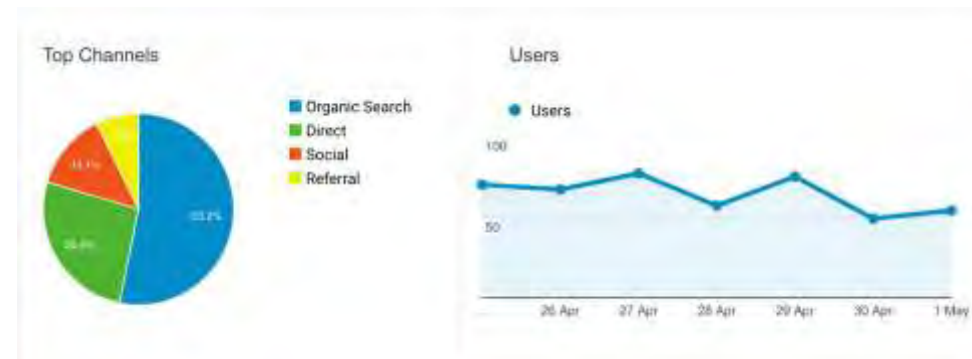 Top Channels
Organic Search
Direct
Social
Referral
Users
Users
100
50
26 Apr
27 Apr
28 Apr
29 Apr
30 Apr
1 May